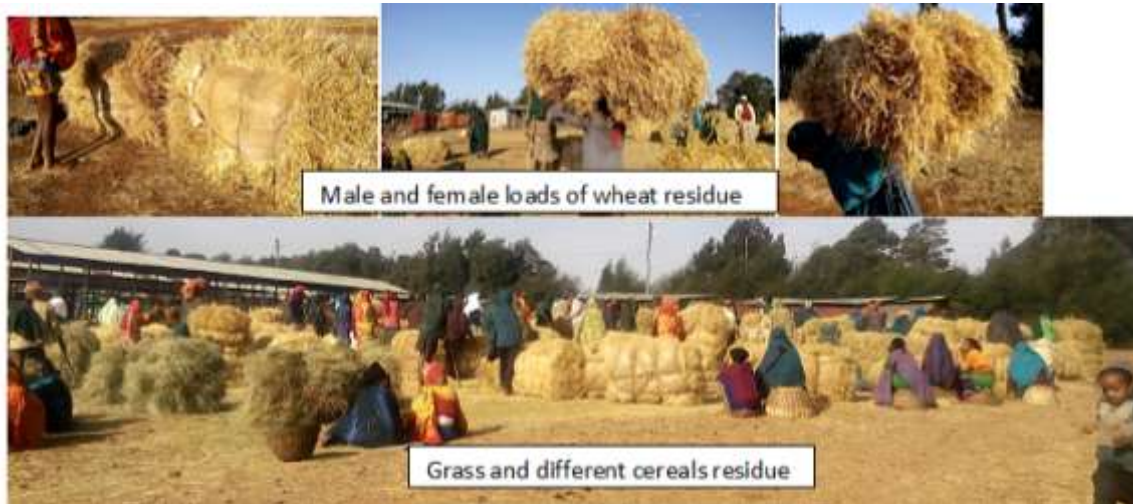 Male and female loads of wheat residue
Grass and different cereals residue